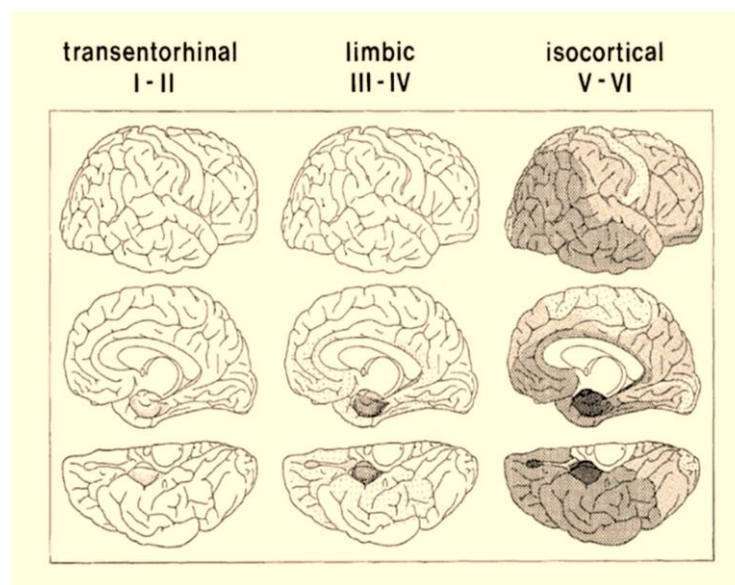 transentorhinal
I - II
limbic
III - IV
isocortical
V - VI